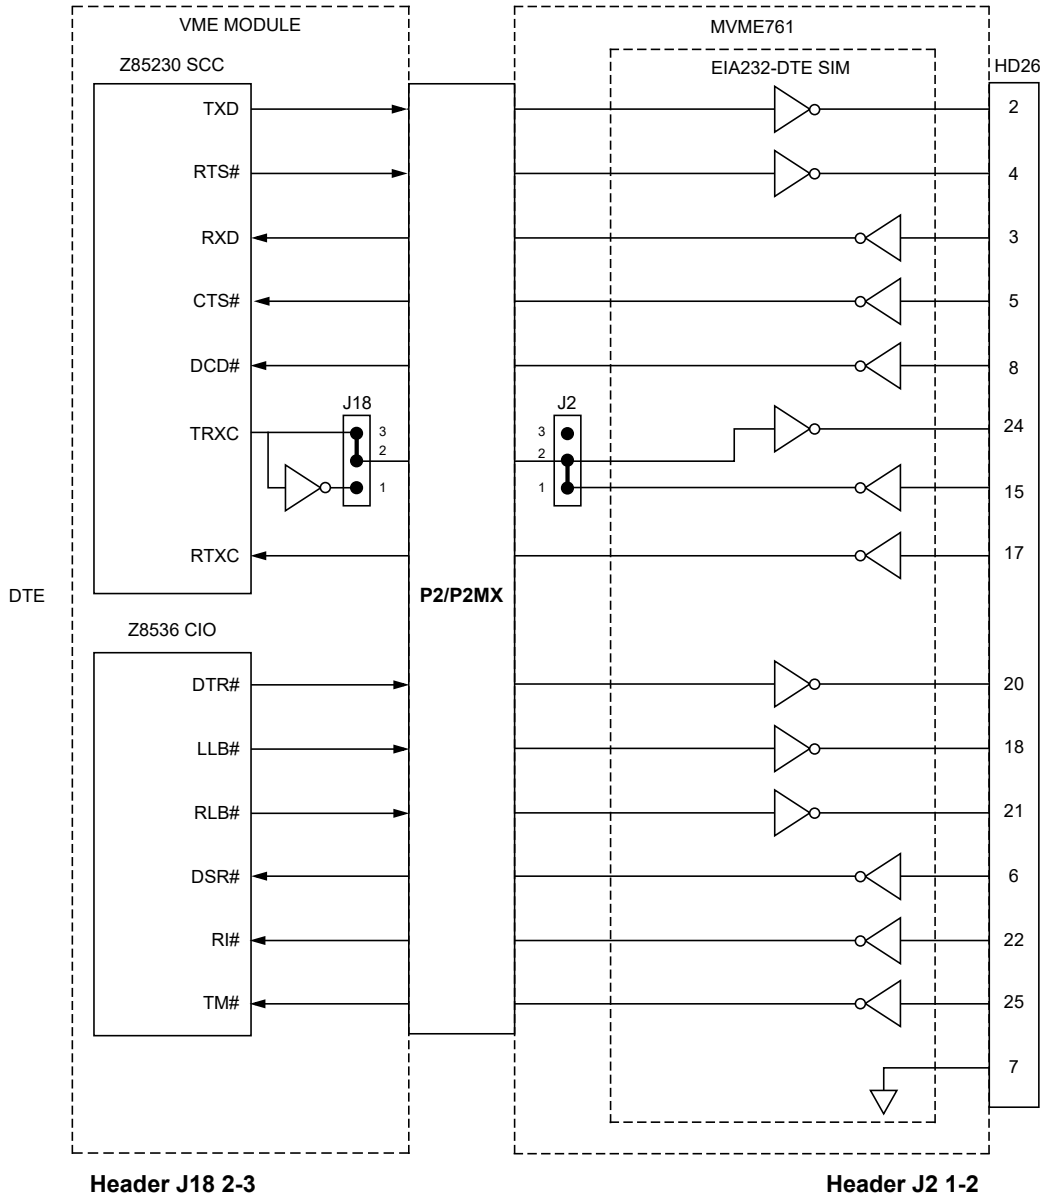 VME MODULE
MVME761
Z85230 SCC
EIA232-DTE SIM
HD26
TXD
2
RTS#
4
RXD
3
CTS#
5
DCD#
8
J18
J2
TRXC
3
3
24
2
2
1
1
15
RTXC
17
DTE
P2/P2MX
Z8536 CIO
DTR#
20
LLB#
18
RLB#
21
DSR#
6
RI#
22
TM#
25
7
Header J18 2-3
Header J2 1-2